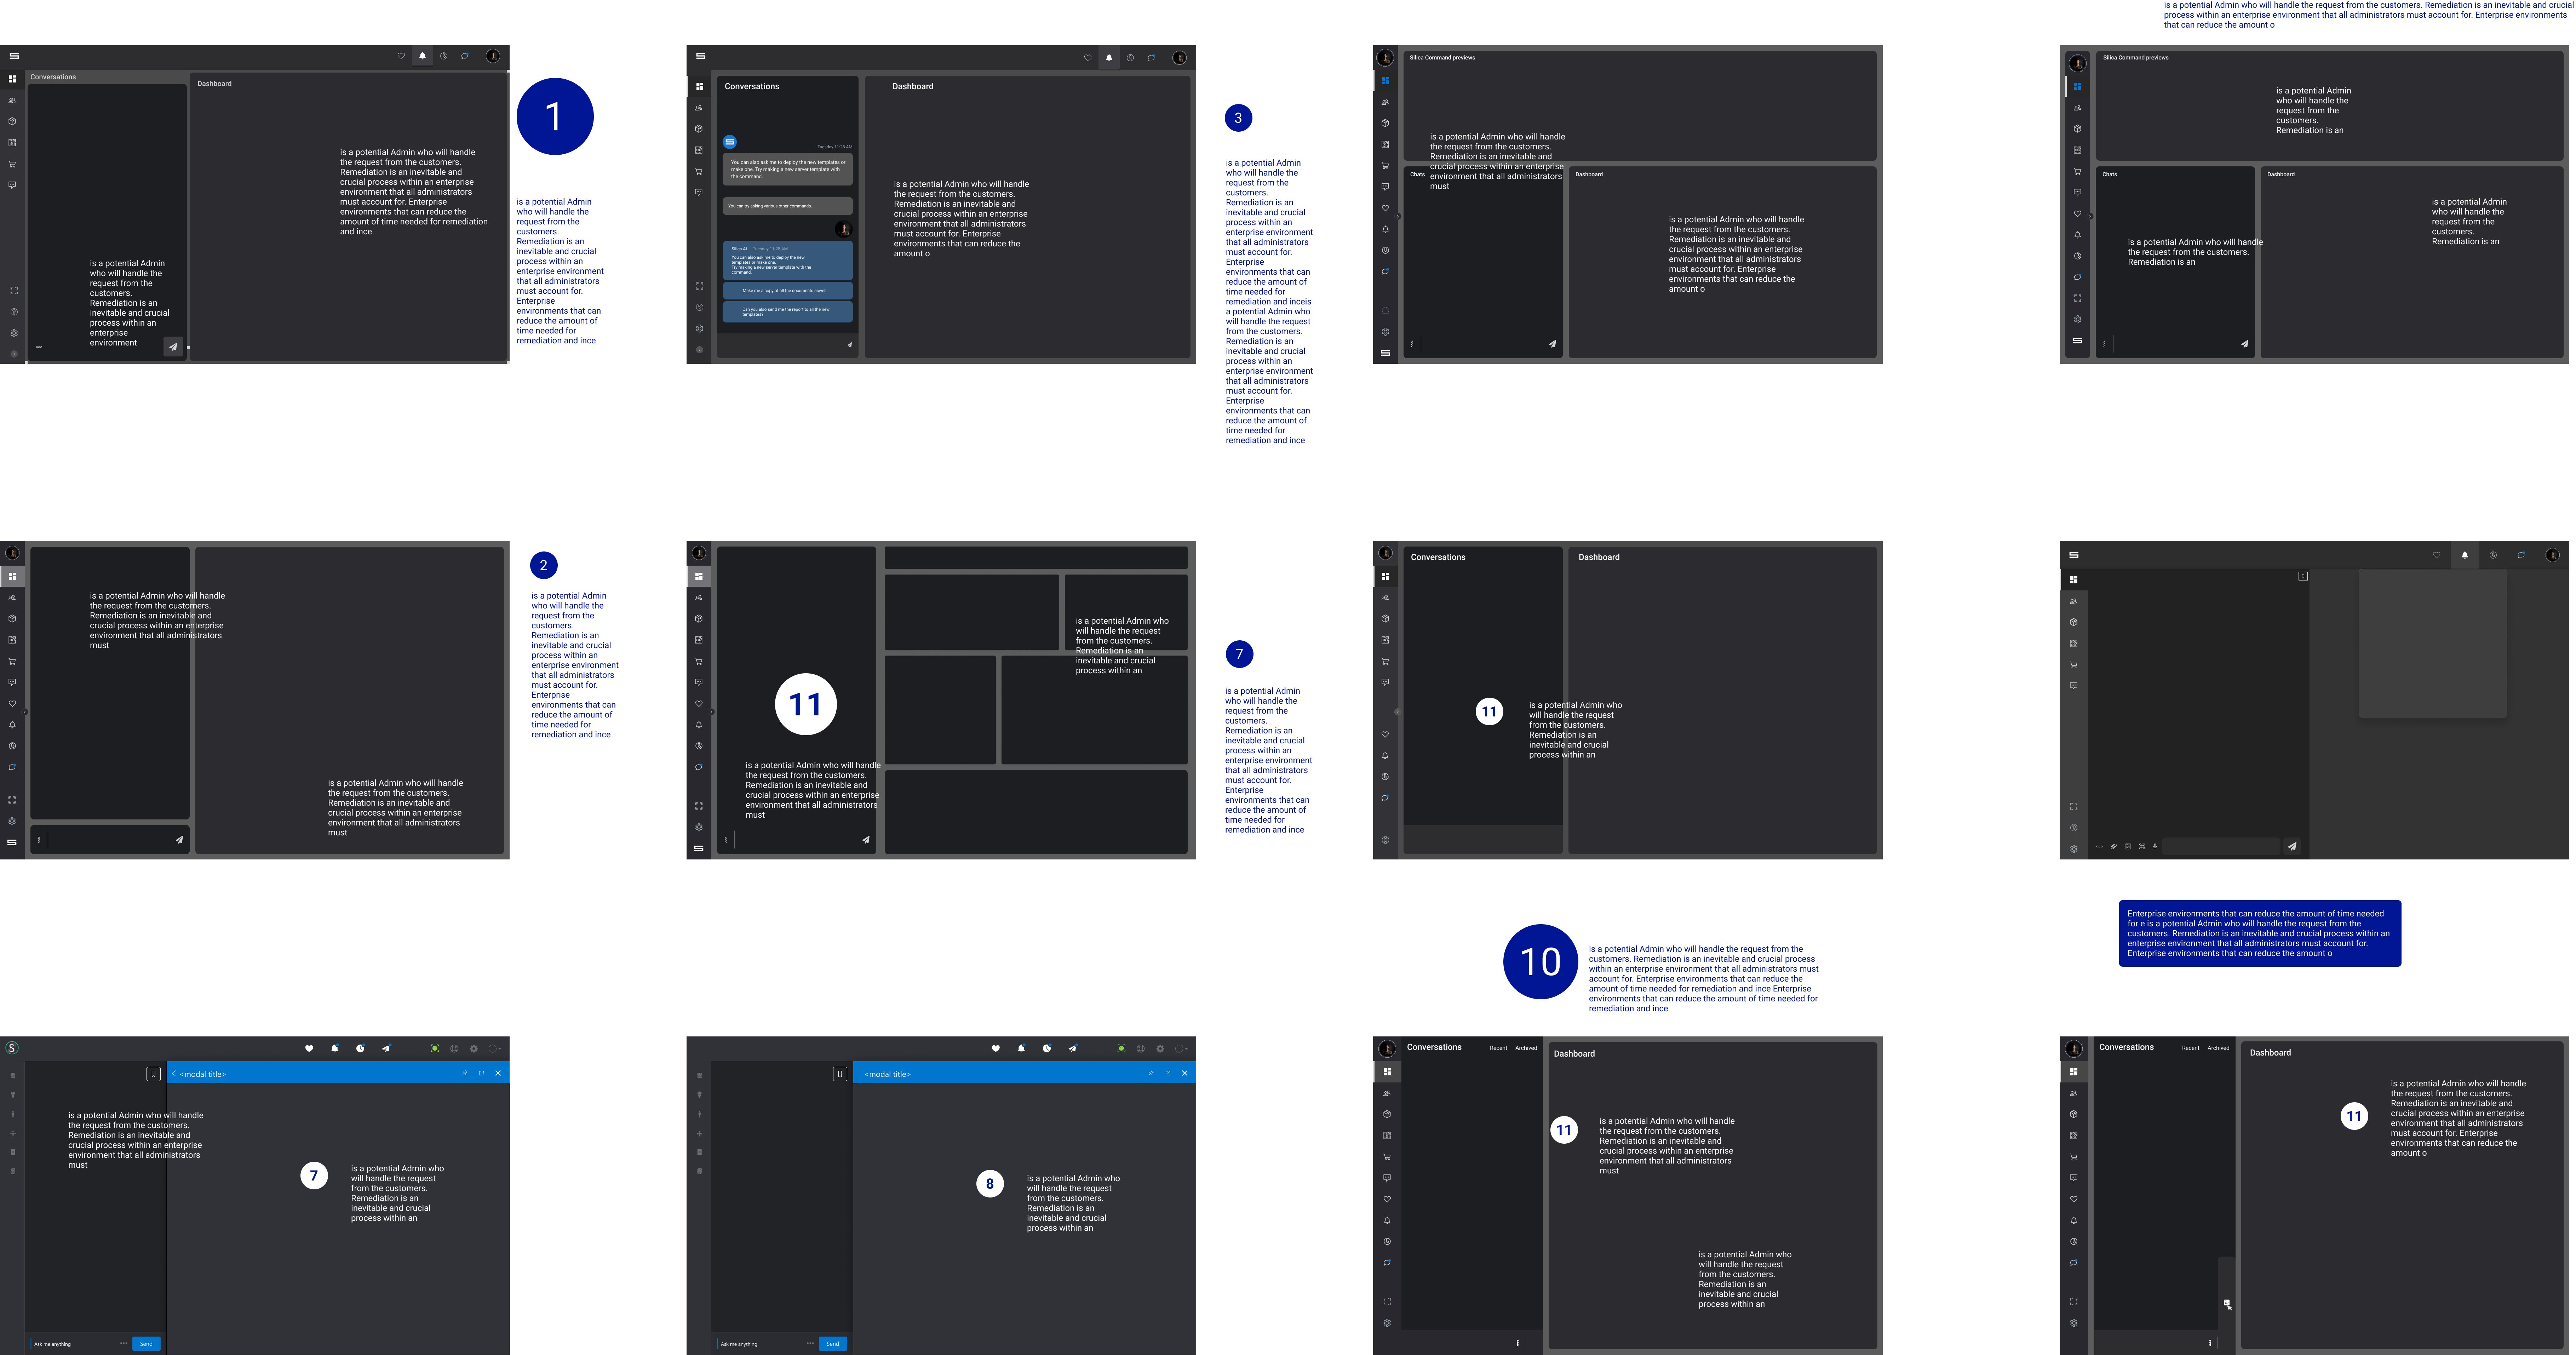 is a potential Admin who will handle the request from the customers. Remediation is an inevitable and crucial
process within an enterprise environment that all administrators must account for. Enterprise environments
that can reduce the amount o
Conversations
Dashboard
is a potential Admin who will handle
the request from the customers.
Remediation is an inevitable and
crucial process within an enterprise
environment that all administrators
must account for. Enterprise
environments that can reduce the
amount of time needed for remediation
and ince
is a potential Admin
who will handle the
request from the
customers.
Remediation is an
inevitable and crucial
process within an
enterprise
environment
1
is a potential Admin
who will handle the
request from the
customers.
Remediation is an
inevitable and crucial
process within an
enterprise environment
that all administrators
must account for.
Enterprise
environments that can
reduce the amount of
time needed for
remediation and ince
Conversations
Tuesday 11:28 AM
You can also ask me to deploy the new templates or
make one. Try making a new server template with
the command.
You can try asking various other commands.
Silica AI Tuesday 11:28 AM
You can also ask me to deploy the new
templates or make one.
Try making a new server template with the
command.
Make me a copy of all the documents aswell.
Can you also send me the report to all the new
templates?
Dashboard
is a potential Admin who will handle
the request from the customers.
Remediation is an inevitable and
crucial process within an enterprise
environment that all administrators
must account for. Enterprise
environments that can reduce the
amount o
3
is a potential Admin
who will handle the
request from the
customers.
Remediation is an
inevitable and crucial
process within an
enterprise environment
that all administrators
must account for.
Enterprise
environments that can
reduce the amount of
time needed for
remediation and inceis
a potential Admin who
will handle the request
from the customers.
Remediation is an
inevitable and crucial
process within an
enterprise environment
that all administrators
must account for.
Enterprise
environments that can
reduce the amount of
time needed for
remediation and ince
Silica Command previews
is a potential Admin who will handle
the request from the customers.
Remediation is an inevitable and
crucial process within an enterprise
environment that all administrators
must
Chats
Dashboard
is a potential Admin who will handle
the request from the customers.
Remediation is an inevitable and
crucial process within an enterprise
environment that all administrators
must account for. Enterprise
environments that can reduce the
amount o
Silica Command previews
is a potential Admin
who will handle the
request from the
customers.
Remediation is an
Chats
is a potential Admin who will handle
the request from the customers.
Remediation is an
Dashboard
is a potential Admin
who will handle the
request from the
customers.
Remediation is an
is a potential Admin who will handle
the request from the customers.
Remediation is an inevitable and
crucial process within an enterprise
environment that all administrators
must
is a potential Admin who will handle
the request from the customers.
Remediation is an inevitable and
crucial process within an enterprise
environment that all administrators
must
2
is a potential Admin
who will handle the
request from the
customers.
Remediation is an
inevitable and crucial
process within an
enterprise environment
that all administrators
must account for.
Enterprise
environments that can
reduce the amount of
time needed for
remediation and ince
11
is a potential Admin who will handle
the request from the customers.
Remediation is an inevitable and
crucial process within an enterprise
environment that all administrators
must
is a potential Admin who
will handle the request
from the customers.
Remediation is an
inevitable and crucial
process within an
7
is a potential Admin
who will handle the
request from the
customers.
Remediation is an
inevitable and crucial
process within an
enterprise environment
that all administrators
must account for.
Enterprise
environments that can
reduce the amount of
time needed for
remediation and ince
Conversations
Dashboard
11
is a potential Admin who
will handle the request
from the customers.
Remediation is an
inevitable and crucial
process within an
10
is a potential Admin who will handle the request from the
customers. Remediation is an inevitable and crucial process
within an enterprise environment that all administrators must
account for. Enterprise environments that can reduce the
amount of time needed for remediation and ince Enterprise
environments that can reduce the amount of time needed for
remediation and ince
Enterprise environments that can reduce the amount of time needed
for e is a potential Admin who will handle the request from the
customers. Remediation is an inevitable and crucial process within an
enterprise environment that all administrators must account for.
Enterprise environments that can reduce the amount o
<modal title>
is a potential Admin who will handle
the request from the customers.
Remediation is an inevitable and
crucial process within an enterprise
environment that all administrators
must
7
is a potential Admin who
will handle the request
from the customers.
Remediation is an
inevitable and crucial
process within an
Ask me anything
Send
<modal title>
8
is a potential Admin who
will handle the request
from the customers.
Remediation is an
inevitable and crucial
process within an
Ask me anything
Send
Conversations
Recent Archived
Dashboard
11
is a potential Admin who will handle
the request from the customers.
Remediation is an inevitable and
crucial process within an enterprise
environment that all administrators
must
is a potential Admin who
will handle the request
from the customers.
Remediation is an
inevitable and crucial
process within an
Conversations
Recent Archived
Dashboard
11
is a potential Admin who will handle
the request from the customers.
Remediation is an inevitable and
crucial process within an enterprise
environment that all administrators
must account for. Enterprise
environments that can reduce the
amount o